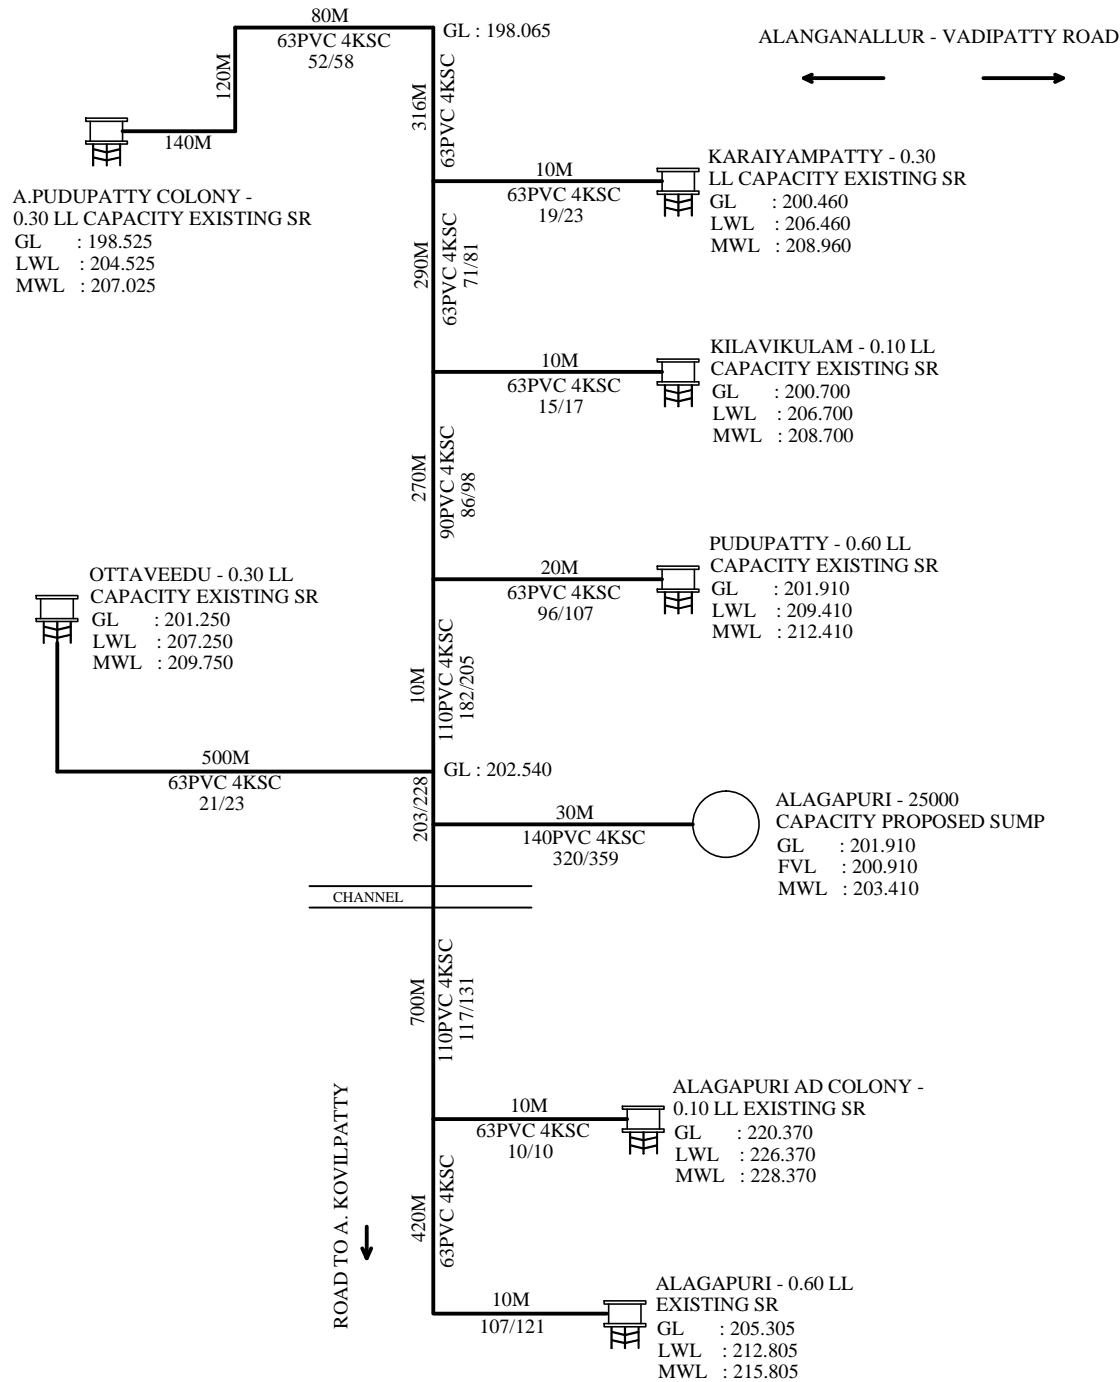 80M
63PVC 4KSC
52/58
GL : 198.065
ALANGANALLUR - VADIPATTY ROAD
120M
140M
316M
63PVC 4KSC
A.PUDUPATTY COLONY -
0.30 LL CAPACITY EXISTING SR
GL : 198.525
LWL : 204.525
MWL : 207.025
10M
63PVC 4KSC
19/23
KARAIYAMPATTY - 0.30
LL CAPACITY EXISTING SR
GL : 200.460
LWL : 206.460
MWL : 208.960
290M
63PVC 4KSC
71/81
10M
63PVC 4KSC
15/17
KILAVIKULAM - 0.10 LL
CAPACITY EXISTING SR
GL : 200.700
LWL : 206.700
MWL : 208.700
270M
90PVC 4KSC
86/98
20M
63PVC 4KSC
96/107
PUDUPATTY - 0.60 LL
CAPACITY EXISTING SR
GL : 201.910
LWL : 209.410
MWL : 212.410
OTTAVEEDU - 0.30 LL
CAPACITY EXISTING SR
GL : 201.250
LWL : 207.250
MWL : 209.750
10M
110PVC 4KSC
182/205
500M
63PVC 4KSC
21/23
GL : 202.540
203/228
30M
140PVC 4KSC
320/359
ALAGAPURI - 25000
CAPACITY PROPOSED SUMP
GL : 201.910
FVL : 200.910
MWL : 203.410
CHANNEL
700M
110PVC 4KSC
117/131
10M
63PVC 4KSC
10/10
ALAGAPURI AD COLONY -
0.10 LL EXISTING SR
GL : 220.370
LWL : 226.370
MWL : 228.370
ROAD TO A. KOVILPATTY
420M
63PVC 4KSC
10M
107/121
ALAGAPURI - 0.60 LL
EXISTING SR
GL : 205.305
LWL : 212.805
MWL : 215.805